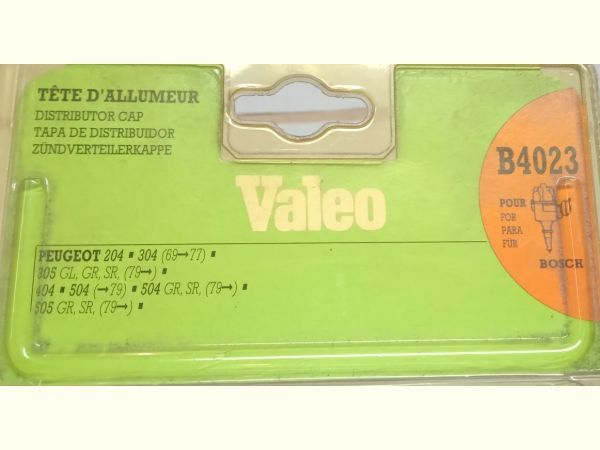 TÊTE D'ALLUMEUR
DISTRIBUTOR CAP
TAPA DE DISTRIBUIDOR
ZÜNDVERTEILERKAPPE
Valeo
B4023
POUR
FOR
PARA
FÜR
BOSCH
PEUGEOT 204 ▪ 304 (69→77) ▪
305 GL, GR, SR, (79→) ▪
404 ▪ 504 (→79) ▪ 504 GR, SR, (79→) ▪
505 GR, SR, (79→) ▪